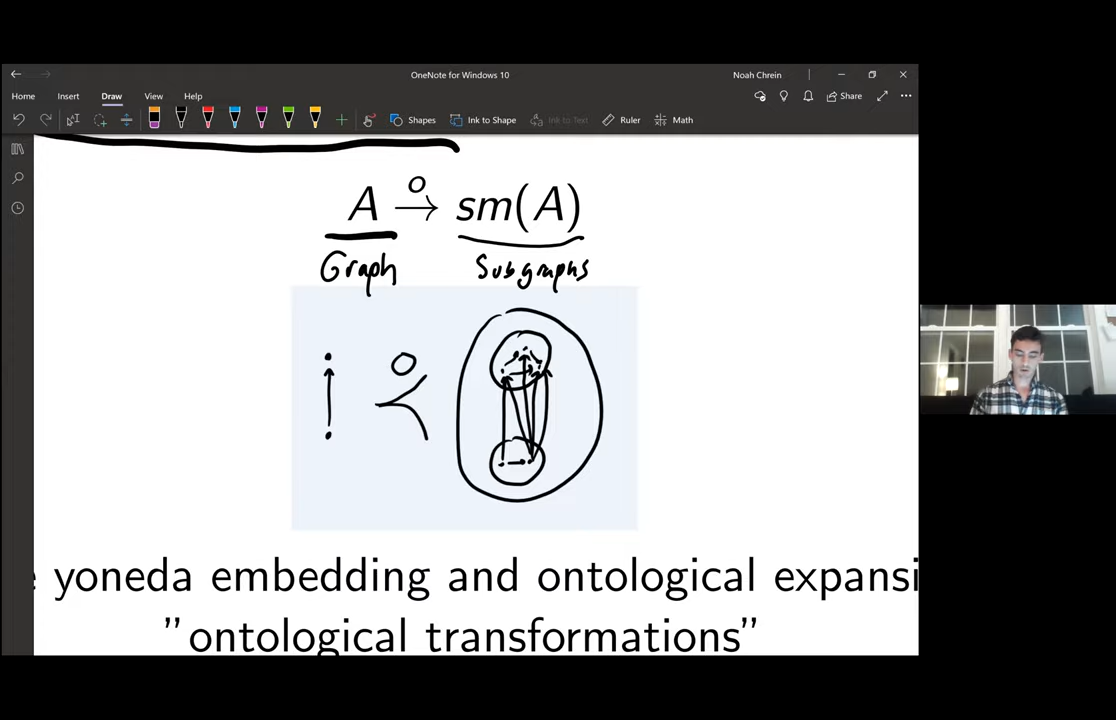 OneNote for Windows 10
Noah Chrein
Home Insert Draw View Help
Share
Shapes Ink to Shape Ink to Text Ruler Math
A o→ sm(A)
Graph Subgraphs
o
yoneda embedding and ontological expansi
"ontological transformations"